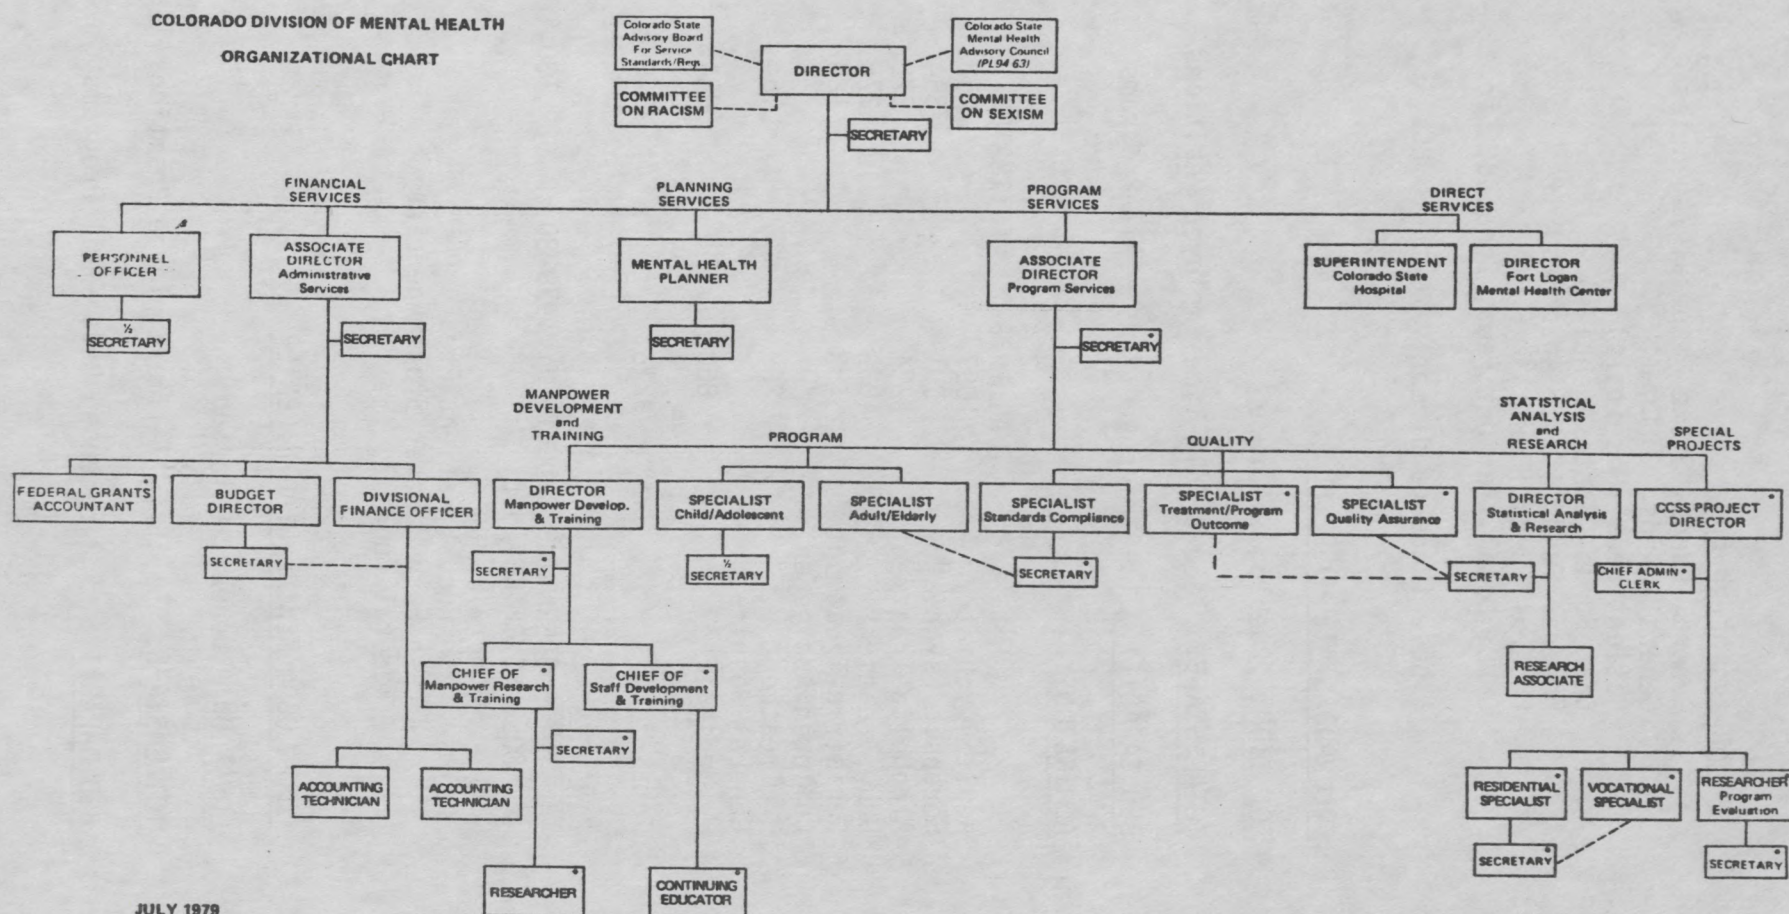 COLORADO DIVISION OF MENTAL HEALTH
ORGANIZATIONAL CHART
Colorado State
Advisory Board
For Service
Standards/Regs
Colorado State
Mental Health
Advisory Council
(PL 94 63)
DIRECTOR
COMMITTEE
ON RACISM
COMMITTEE
ON SEXISM
SECRETARY
FINANCIAL
SERVICES
PLANNING
SERVICES
PROGRAM
SERVICES
DIRECT
SERVICES
PERSONNEL
OFFICER
ASSOCIATE
DIRECTOR
Administrative
Services
MENTAL HEALTH
PLANNER
ASSOCIATE
DIRECTOR
Program Services
SUPERINTENDENT
Colorado State
Hospital
DIRECTOR
Fort Logan
Mental Health Center
½
SECRETARY
SECRETARY
SECRETARY
SECRETARY*
MANPOWER
DEVELOPMENT
and
TRAINING
PROGRAM
QUALITY
STATISTICAL
ANALYSIS
and
RESEARCH
SPECIAL
PROJECTS
FEDERAL GRANTS*
ACCOUNTANT
BUDGET
DIRECTOR
DIVISIONAL
FINANCE OFFICER
DIRECTOR
Manpower Develop.
& Training
SPECIALIST
Child/Adolescent
SPECIALIST
Adult/Elderly
SPECIALIST
Standards Compliance
SPECIALIST*
Treatment/Program
Outcome
SPECIALIST*
Quality Assurance
DIRECTOR
Statistical Analysis
& Research
CCSS PROJECT*
DIRECTOR
SECRETARY
SECRETARY*
½
SECRETARY
SECRETARY*
SECRETARY
CHIEF ADMIN*
CLERK
CHIEF OF*
Manpower Research
& Training
CHIEF OF*
Staff Development
& Training
RESEARCH
ASSOCIATE
SECRETARY*
ACCOUNTING
TECHNICIAN
ACCOUNTING
TECHNICIAN
RESIDENTIAL*
SPECIALIST
VOCATIONAL*
SPECIALIST
RESEARCHER*
Program
Evaluation
SECRETARY*
SECRETARY*
RESEARCHER*
CONTINUING*
EDUCATOR
JULY 1979